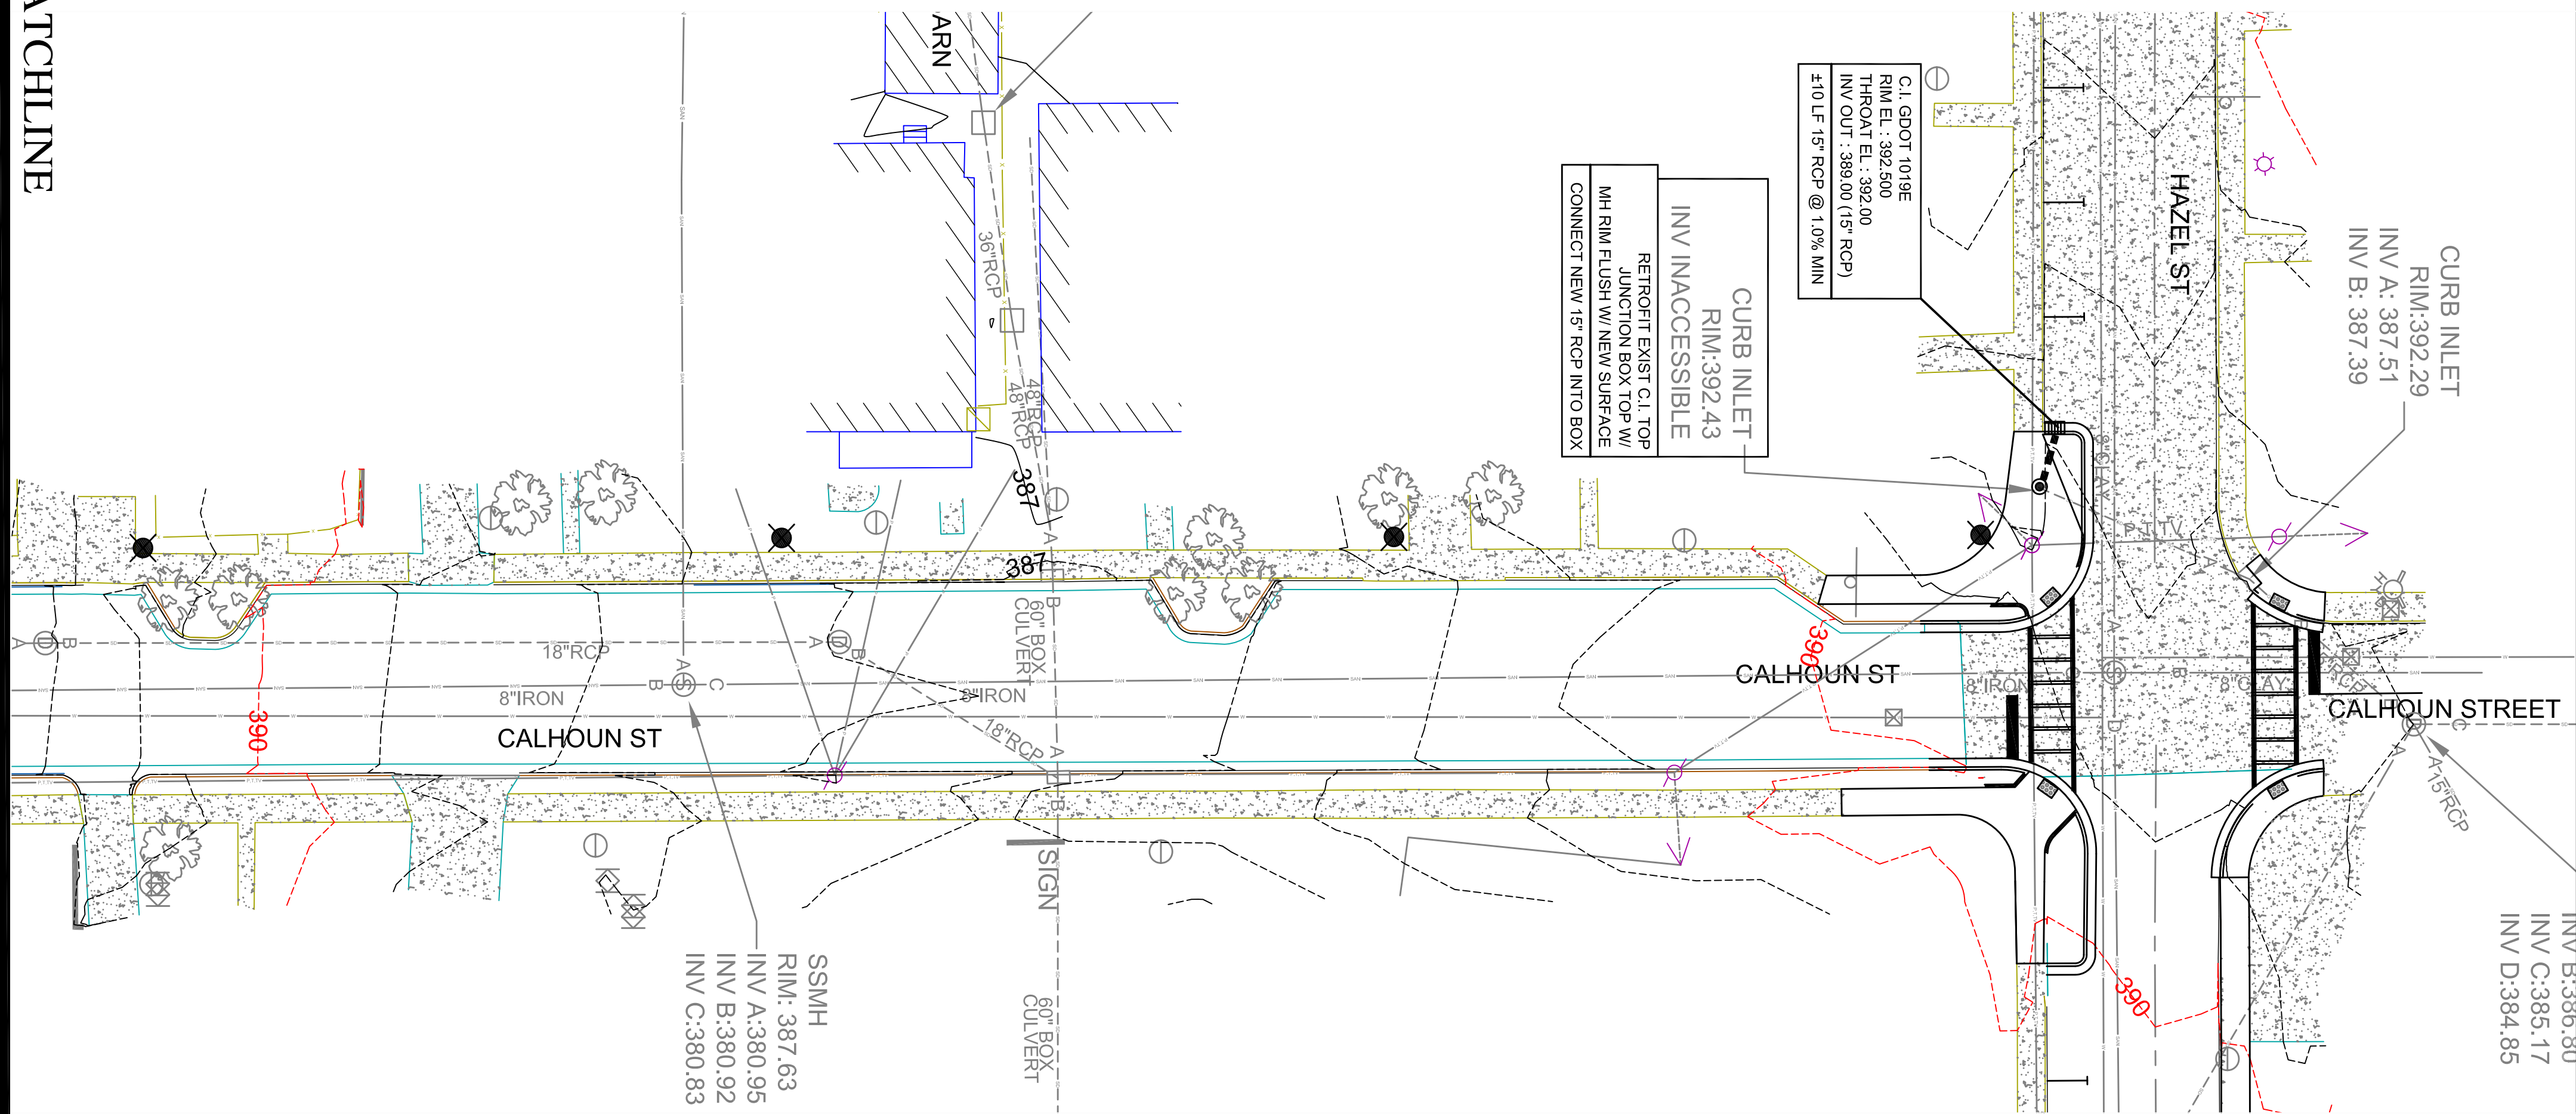 ATCHLINE
ARN
36"RCP
48"RCP
48"RCP
387
387
C.I. GDOT 1019E
RIM EL : 392.500
THROAT EL : 392.00
INV OUT : 389.00 (15" RCP)
±10 LF 15" RCP @ 1.0% MIN
CURB INLET
RIM:392.43
INV INACCESSIBLE
RETROFIT EXIST C.I. TOP
JUNCTION BOX TOP W/
MH RIM FLUSH W/ NEW SURFACE
CONNECT NEW 15" RCP INTO BOX
HAZEL ST
CURB INLET
RIM:392.29
INV A: 387.51
INV B: 387.39
8"CLAY
P-T-TV
A
B
A
B
D
A
B
D
18"RCP
8"IRON
A
B
S
C
CALHOUN ST
390
60" BOX
CULVERT
8"IRON
18"RCP
A
B
A
B
SIGN
60" BOX
CULVERT
SSMH
RIM: 387.63
INV A:380.95
INV B:380.92
INV C:380.83
CALHOUN ST
390
8"IRON
A
S
B
C
D
8"CLAY
CALHOUN STREET
A
C
A
15"RCP
390
INV B:386.80
INV C:385.17
INV D:384.85